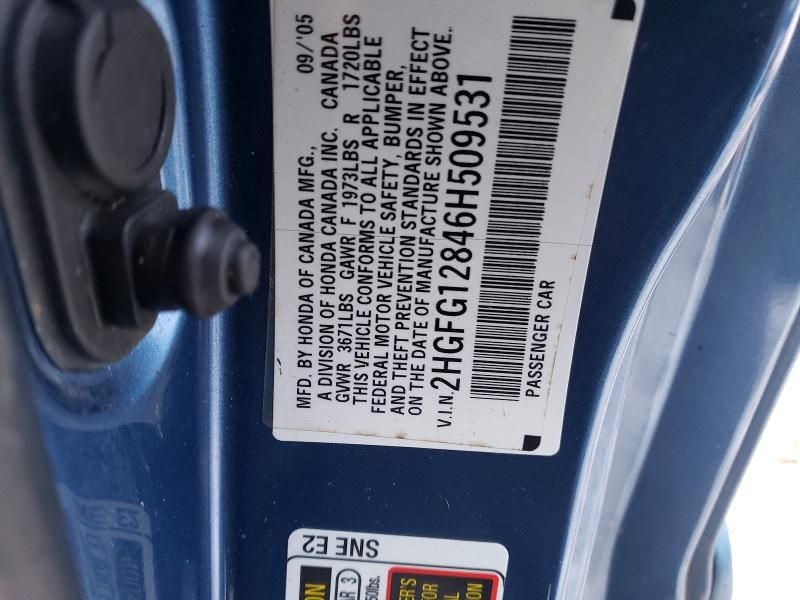 MFD. BY HONDA OF CANADA MFG., 09/'05
A DIVISION OF HONDA CANADA INC. CANADA
GVWR 3671LBS GAWR F 1973LBS R 1720LBS
THIS VEHICLE CONFORMS TO ALL APPLICABLE
FEDERAL MOTOR VEHICLE SAFETY, BUMPER,
AND THEFT PREVENTION STANDARDS IN EFFECT
ON THE DATE OF MANUFACTURE SHOWN ABOVE.
V.I.N. 2HGFG12846H509531
PASSENGER CAR
SNE E2